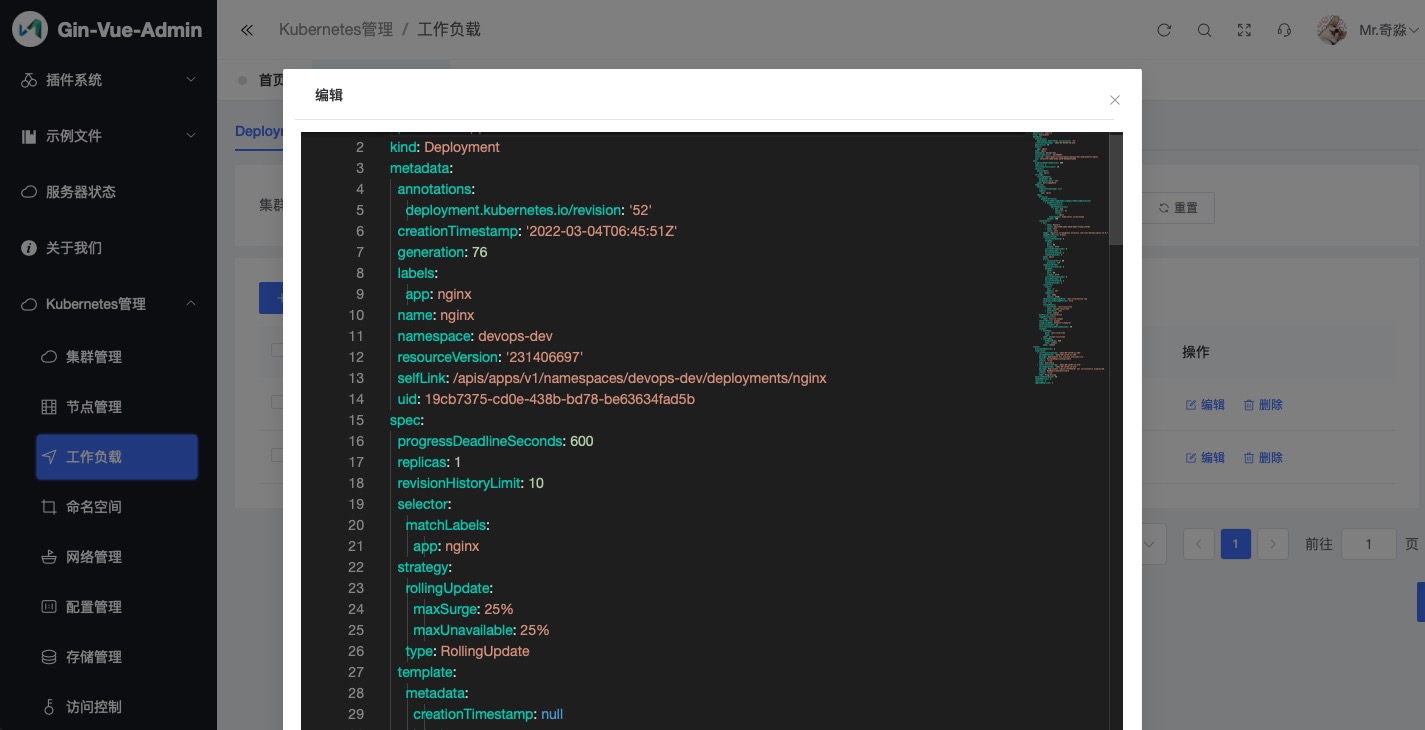 Gin-Vue-Admin
Kubernetes管理 / 工作负载
Mr.奇淼
插件系统
示例文件
服务器状态
关于我们
Kubernetes管理
集群管理
节点管理
工作负载
命名空间
网络管理
配置管理
存储管理
访问控制
首页
Deploy
集群
重置
操作
编辑 删除
编辑 删除
1
前往 1 页
编辑
2 kind: Deployment
3 metadata:
4 annotations:
5 deployment.kubernetes.io/revision: '52'
6 creationTimestamp: '2022-03-04T06:45:51Z'
7 generation: 76
8 labels:
9 app: nginx
10 name: nginx
11 namespace: devops-dev
12 resourceVersion: '231406697'
13 selfLink: /apis/apps/v1/namespaces/devops-dev/deployments/nginx
14 uid: 19cb7375-cd0e-438b-bd78-be63634fad5b
15 spec:
16 progressDeadlineSeconds: 600
17 replicas: 1
18 revisionHistoryLimit: 10
19 selector:
20 matchLabels:
21 app: nginx
22 strategy:
23 rollingUpdate:
24 maxSurge: 25%
25 maxUnavailable: 25%
26 type: RollingUpdate
27 template:
28 metadata:
29 creationTimestamp: null